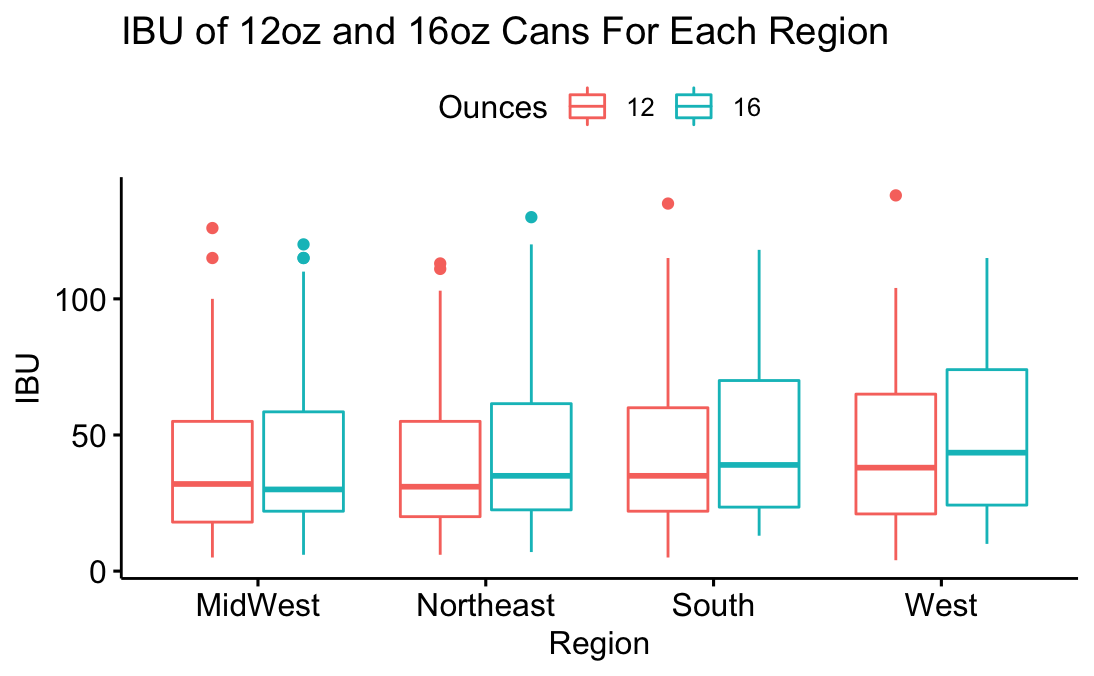 IBU of 12oz and 16oz Cans For Each Region
Ounces 12 16
IBU
100
50
0
MidWest Northeast South West
Region